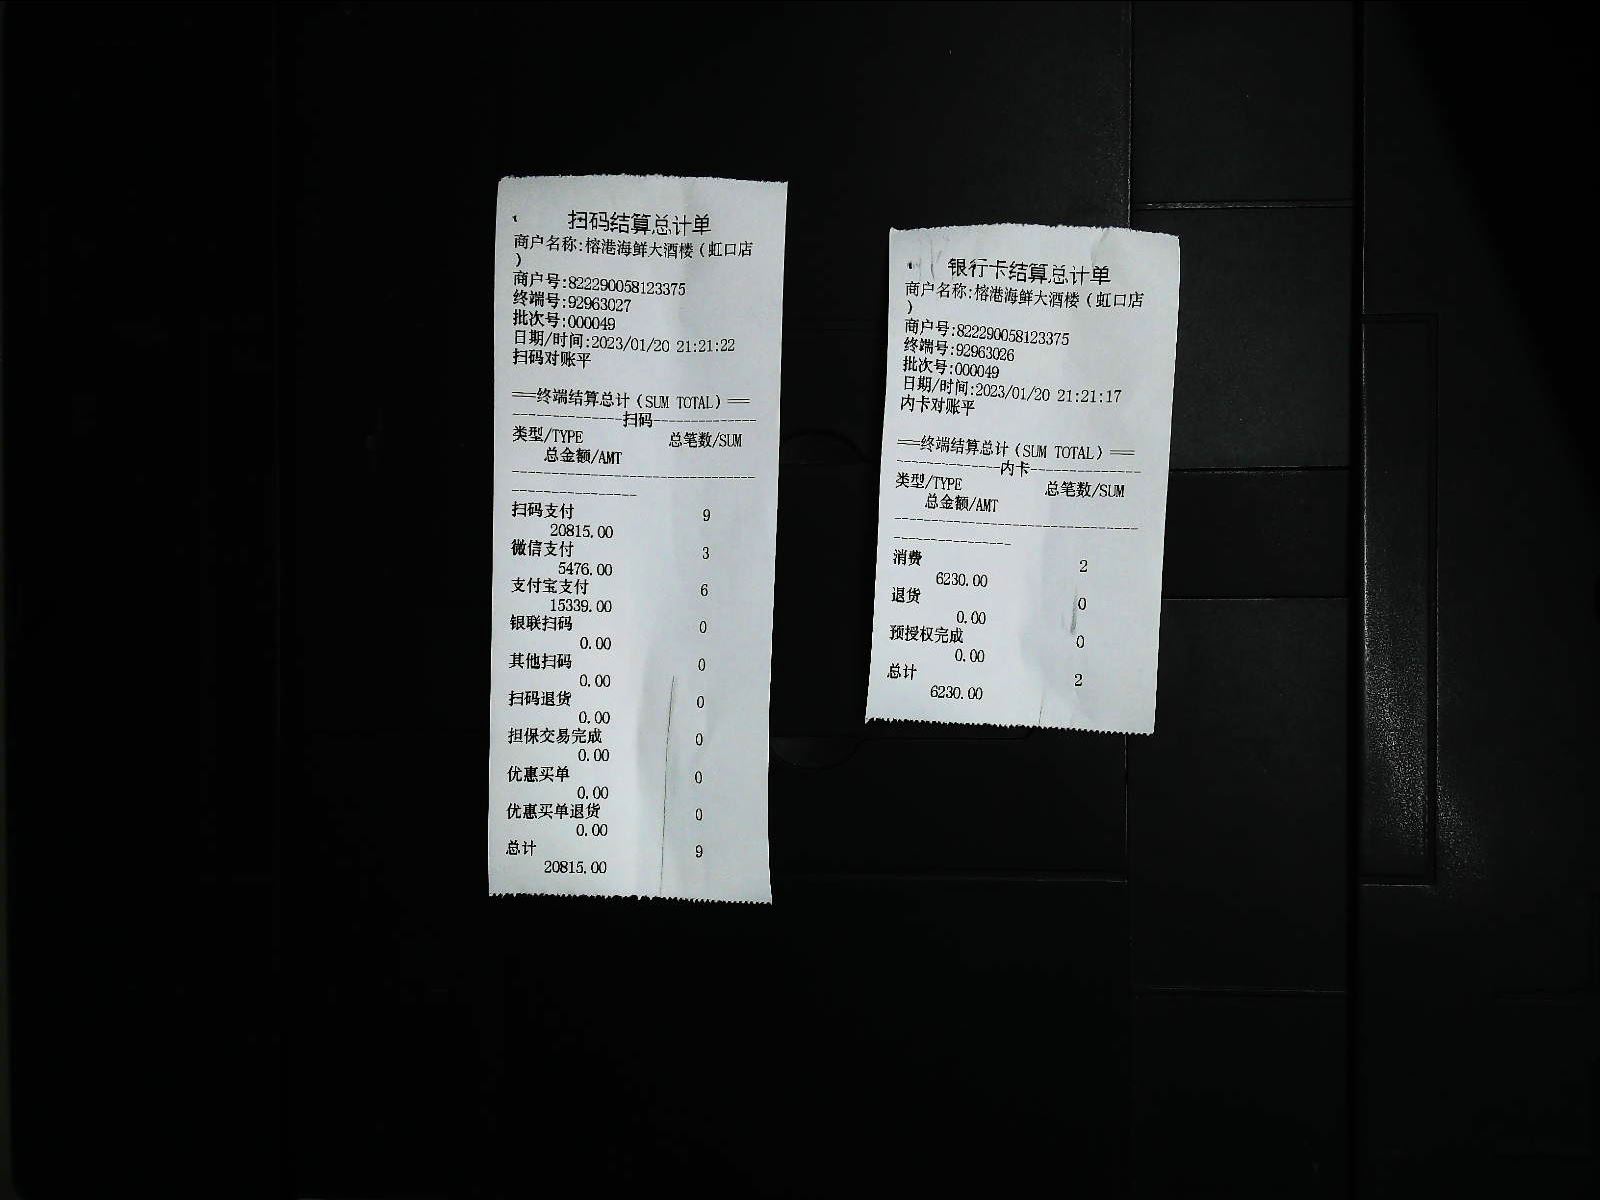 扫码结算总计单
商户名称:榕港海鲜大酒楼(虹口店
)
商户号:822290058123375
终端号:92963027
批次号:000049
日期/时间:2023/01/20 21:21:22
扫码对账平
===终端结算总计(SUM TOTAL)===
--------------扫码----------------
类型/TYPE 总笔数/SUM
总金额/AMT
--------------------------------
----------------
扫码支付 9
20815.00
微信支付 3
5476.00
支付宝支付 6
15339.00
银联扫码 0
0.00
其他扫码 0
0.00
扫码退货 0
0.00
担保交易完成 0
0.00
优惠买单 0
0.00
优惠买单退货 0
0.00
总计 9
20815.00
银行卡结算总计单
商户名称:榕港海鲜大酒楼(虹口店
)
商户号:822290058123375
终端号:92963026
批次号:000049
日期/时间:2023/01/20 21:21:17
内卡对账平
===终端结算总计(SUM TOTAL)===
--------------内卡----------------
类型/TYPE 总笔数/SUM
总金额/AMT
--------------------------------
----------------
消费 2
6230.00
退货 0
0.00
预授权完成 0
0.00
总计 2
6230.00